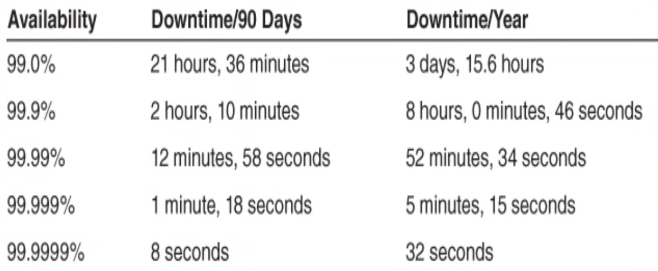 Availability Downtime/90 Days Downtime/Year
99.0% 21 hours, 36 minutes 3 days, 15.6 hours
99.9% 2 hours, 10 minutes 8 hours, 0 minutes, 46 seconds
99.99% 12 minutes, 58 seconds 52 minutes, 34 seconds
99.999% 1 minute, 18 seconds 5 minutes, 15 seconds
99.9999% 8 seconds 32 seconds